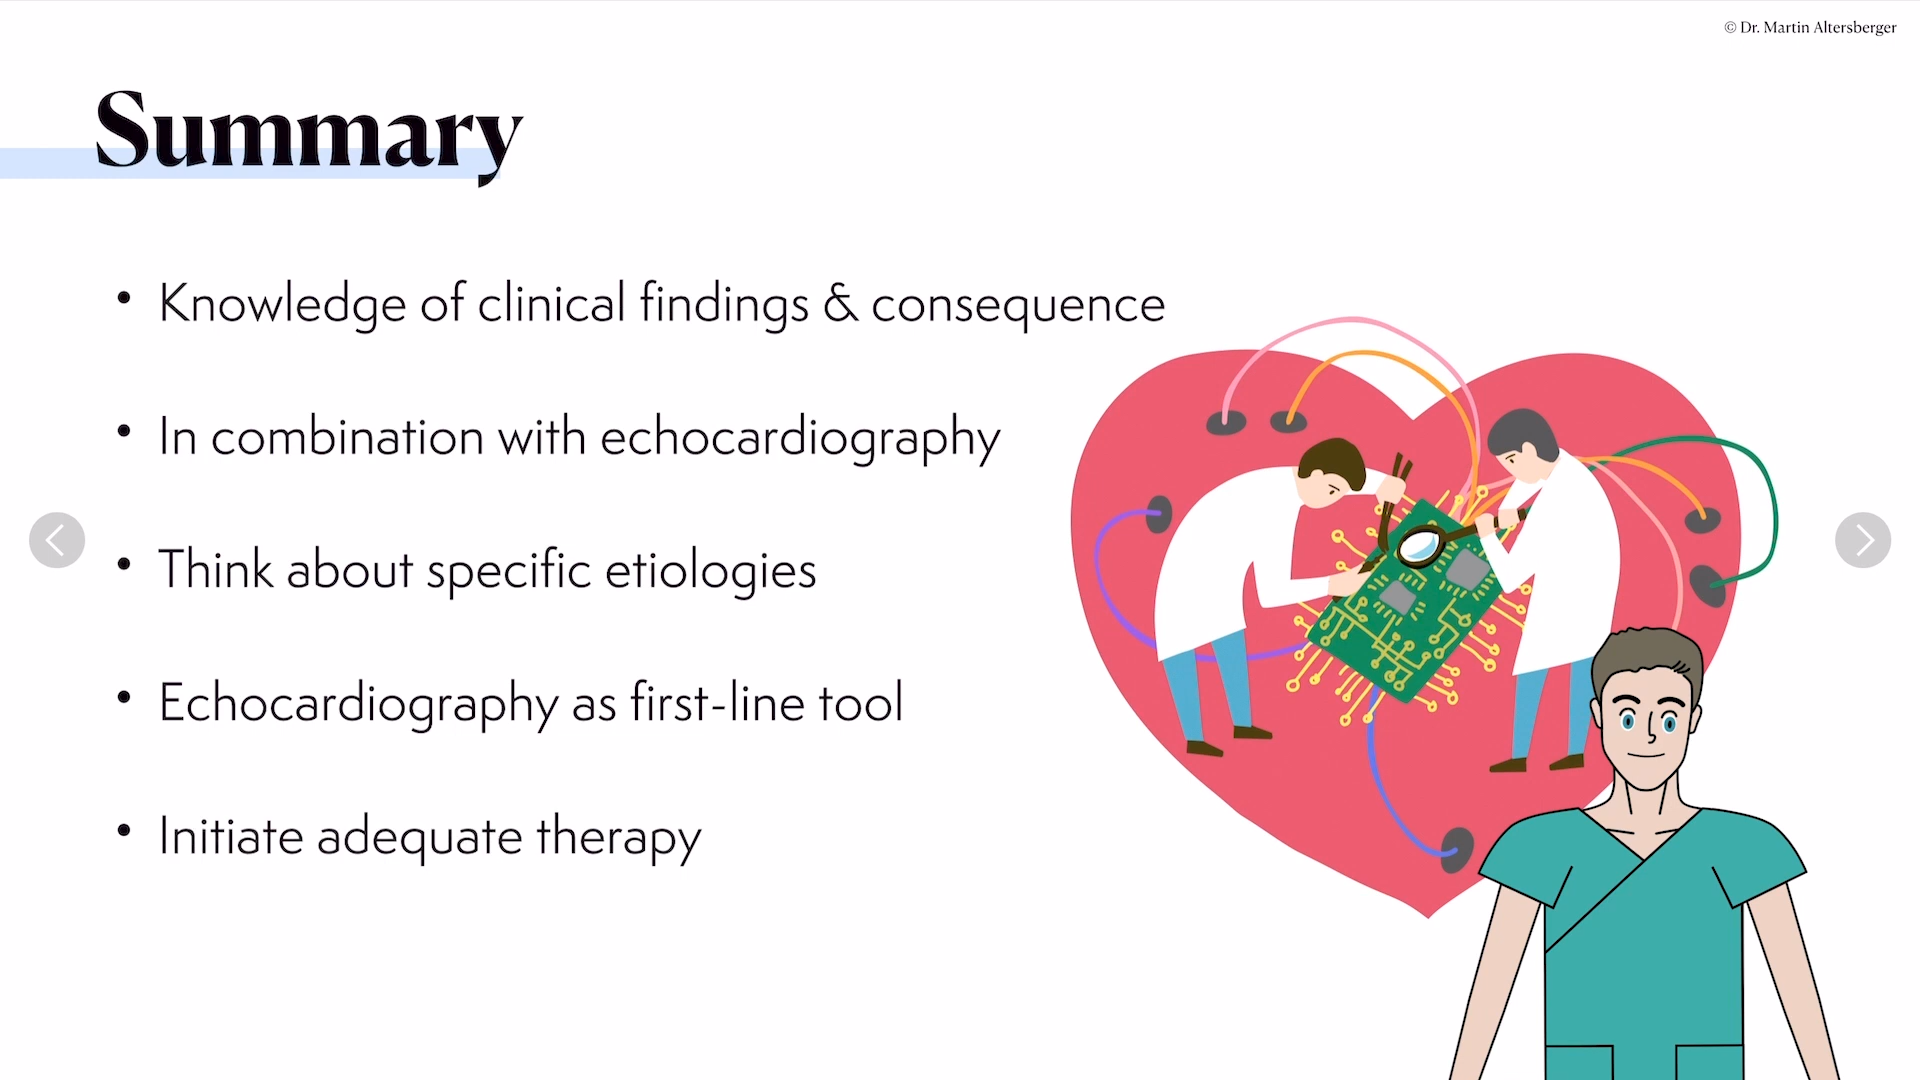 © Dr. Martin Altersberger
Summary
• Knowledge of clinical findings & consequence
• In combination with echocardiography
• Think about specific etiologies
• Echocardiography as first-line tool
• Initiate adequate therapy